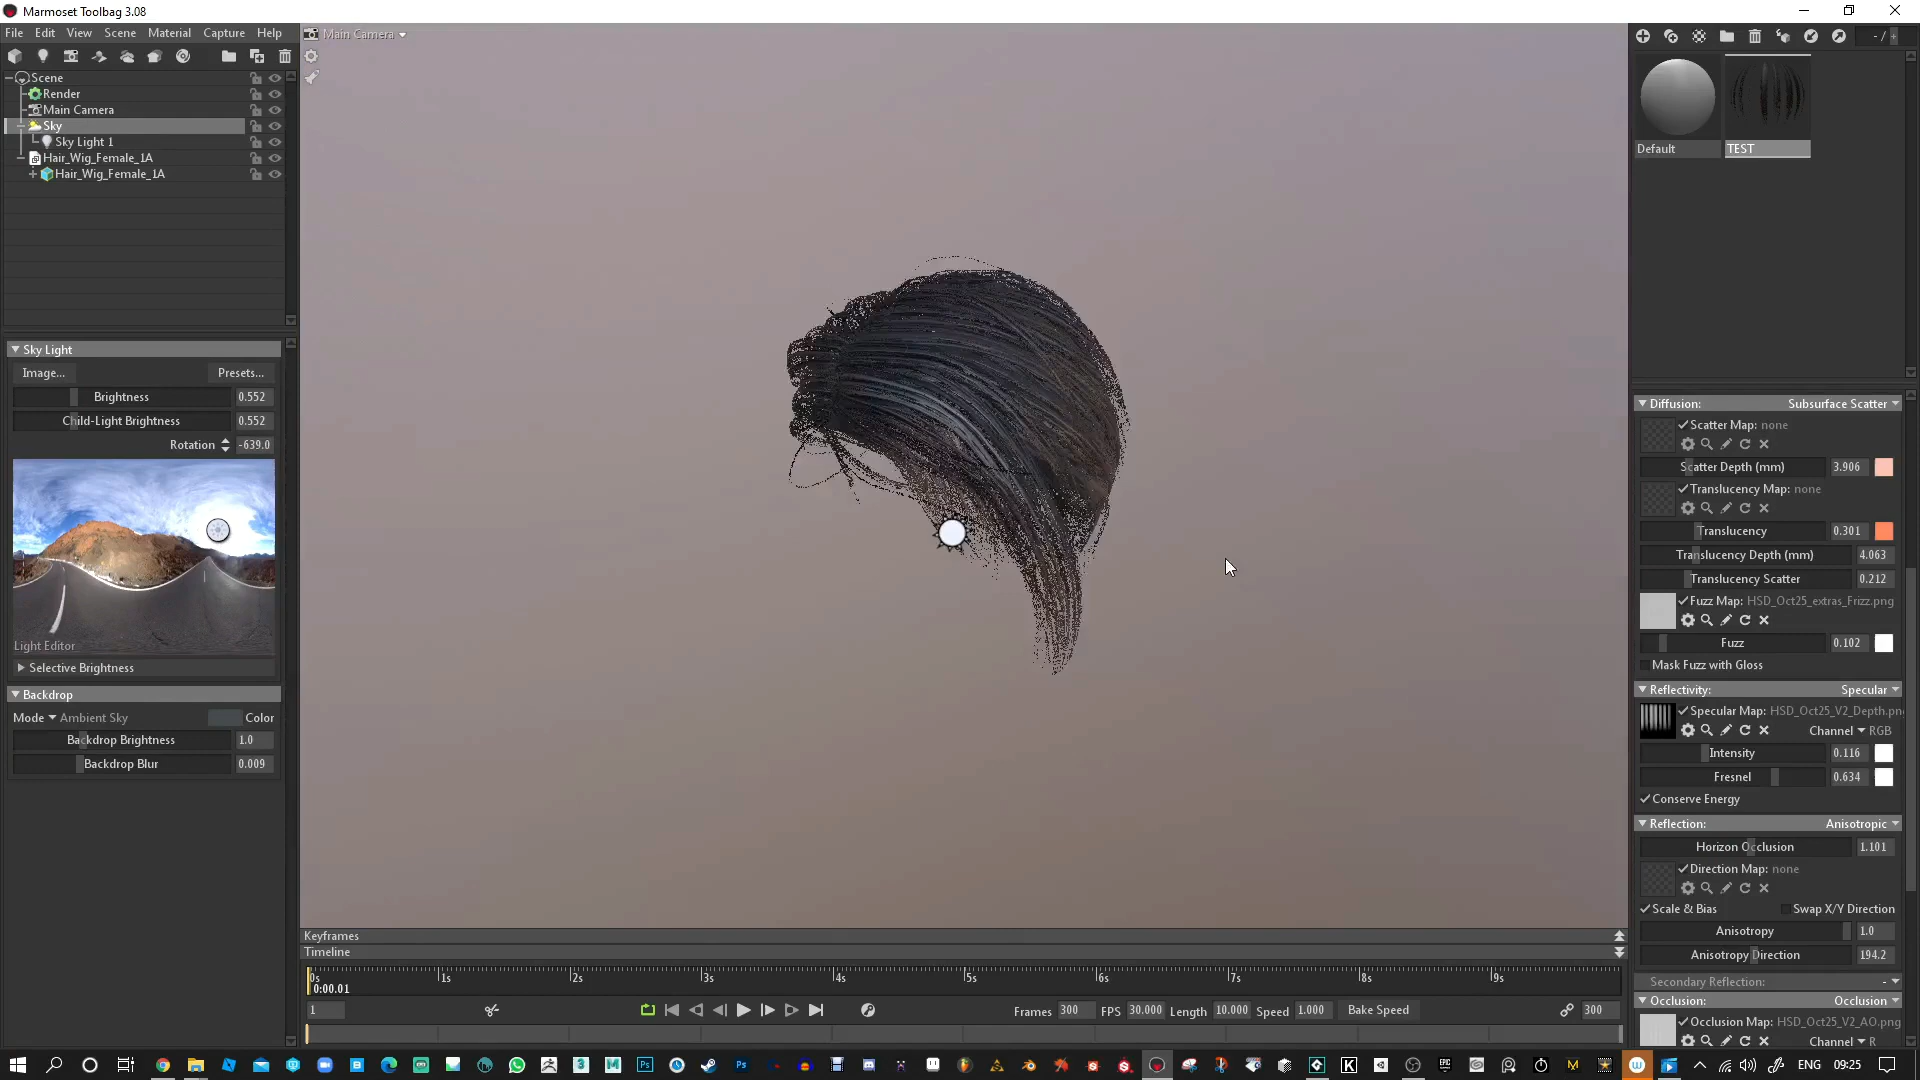 Marmoset Toolbag 3.08
File Edit View Scene Material Capture Help
Main Camera
- / +
Scene
Render
Main Camera
Sky
Sky Light 1
Hair_Wig_Female_1A
Hair_Wig_Female_1A
Default
TEST
Sky Light
Image... Presets...
Brightness 0.552
Child-Light Brightness 0.552
Rotation -639.0
Light Editor
Selective Brightness
Backdrop
Mode Ambient Sky Color
Backdrop Brightness 1.0
Backdrop Blur 0.009
Diffusion: Subsurface Scatter
Scatter Map: none
Scatter Depth (mm) 3.906
Translucency Map: none
Translucency 0.301
Translucency Depth (mm) 4.063
Translucency Scatter 0.212
Fuzz Map: HSD_Oct25_extras_Frizz.png
Fuzz 0.102
Mask Fuzz with Gloss
Reflectivity: Specular
Specular Map: HSD_Oct25_V2_Depth.pn
Channel RGB
Intensity 0.116
Fresnel 0.634
Conserve Energy
Reflection: Anisotropic
Horizon Occlusion 1.101
Direction Map: none
Scale & Bias Swap X/Y Direction
Anisotropy 1.0
Anisotropy Direction 194.2
Secondary Reflection: -
Occlusion: Occlusion
Occlusion Map: HSD_Oct25_V2_AO.png
Channel R
Keyframes
Timeline
0s 1s 2s 3s 4s 5s 6s 7s 8s 9s
0:00.01
1 Frames 300 FPS 30.000 Length 10.000 Speed 1.000 Bake Speed 300
ENG 09:25